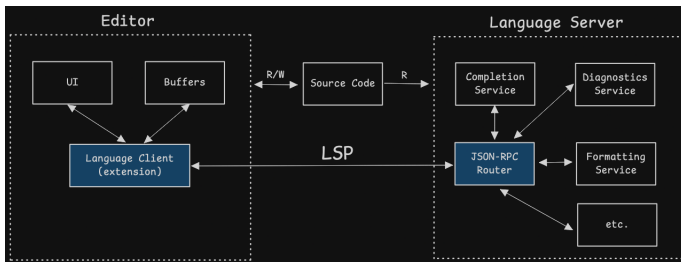 Editor
Language Server
UI
Buffers
R/W
Source Code
R
Completion
Service
Diagnostics
Service
Language Client
(extension)
LSP
JSON-RPC
Router
Formatting
Service
etc.